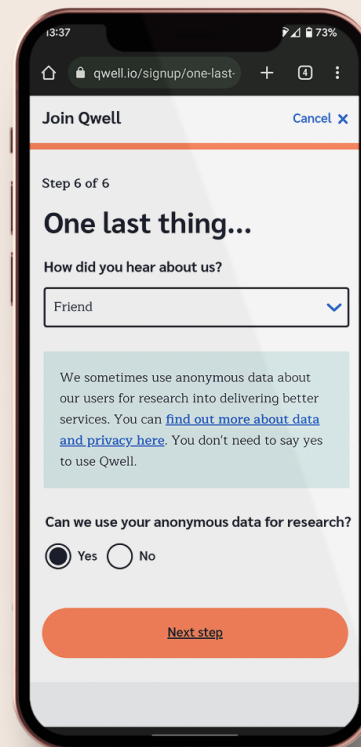 13:37 73%
qwell.io/signup/one-last- + 4
Join Qwell Cancel ×
Step 6 of 6
One last thing...
How did you hear about us?
Friend
We sometimes use anonymous data about
our users for research into delivering better
services. You can find out more about data
and privacy here. You don't need to say yes
to use Qwell.
Can we use your anonymous data for research?
Yes No
Next step